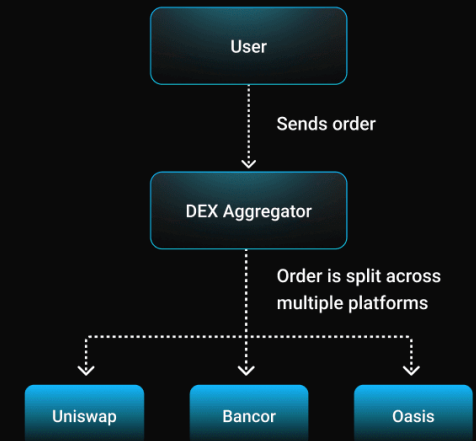 User
Sends order
DEX Aggregator
Order is split across
multiple platforms
Uniswap
Bancor
Oasis